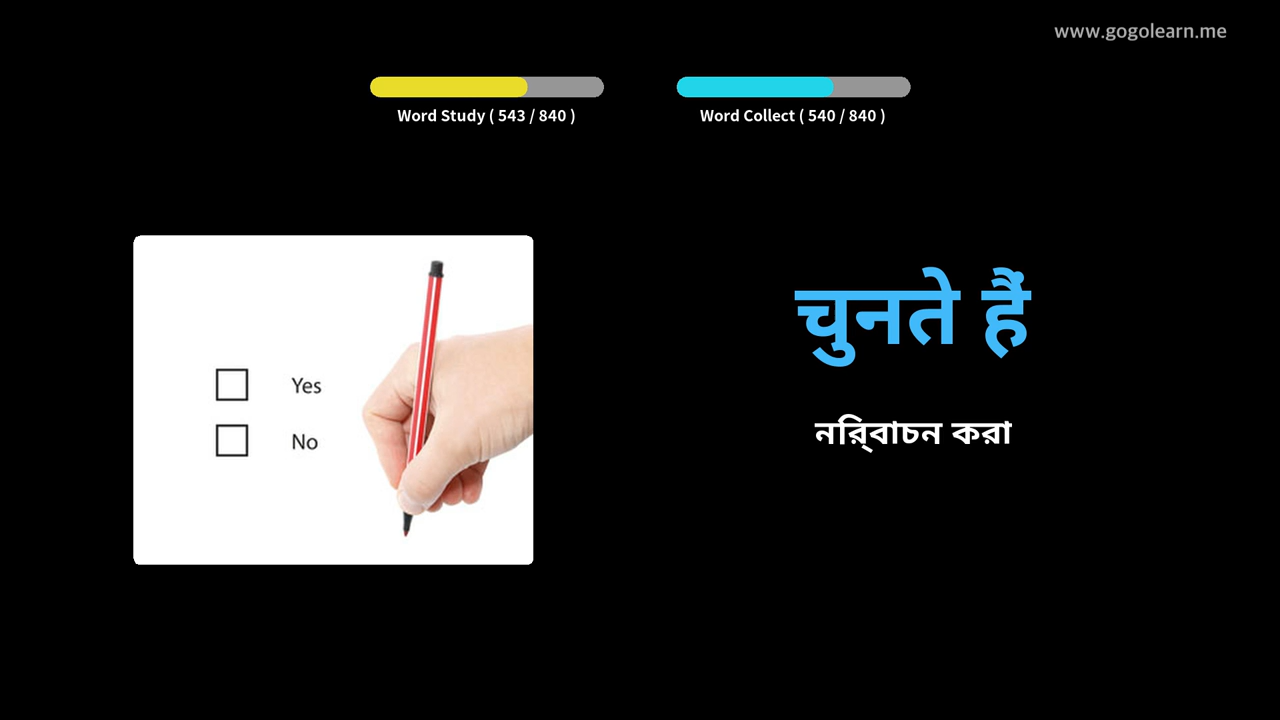 www.gogolearn.me
Word Study ( 543 / 840 )
Word Collect ( 540 / 840 )
Yes
No
चुनते हैं
নির্বাচন করা